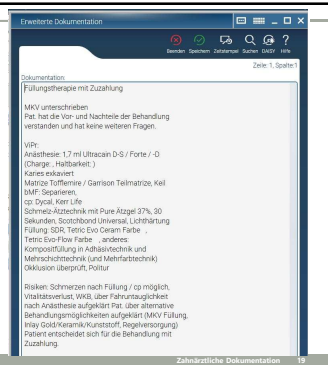 Erweiterte Dokumentation
Beenden Speichern Zeitstempel Suchen DAISY Hilfe
Zeile: 1, Spalte:1
Dokumentation:
Füllungstherapie mit Zuzahlung
MKV unterschrieben
Pat. hat die Vor- und Nachteile der Behandlung
verstanden und hat keine weiteren Fragen.
ViPr:
Anästhesie: 1,7 ml Ultracain D-S / Forte / -D
(Charge: , Haltbarkeit: )
Karies exkaviert
Matrize Tofflemire / Garrison Teilmatrize, Keil
bMF: Separieren,
cp: Dycal, Kerr Life
Schmelz-Ätztechnik mit Pure Ätzgel 37%, 30
Sekunden, Scotchbond Universal, Lichthärtung
Füllung: SDR, Tetric Evo Ceram Farbe ,
Tetric Evo-Flow Farbe , anderes:
Kompositfüllung in Adhäsivtechnik und
Mehrschichttechnik (und Mehrfarbtechnik)
Okklusion überprüft, Politur
Risiken: Schmerzen nach Füllung / cp möglich,
Vitalitätsverlust, WKB, über Fahruntauglichkeit
nach Anästhesie aufgeklärt Pat. über alternative
Behandlungsmöglichkeiten aufgeklärt (MKV Füllung,
Inlay Gold/Keramik/Kunststoff, Regelversorgung)
Patient entscheidet sich für die Behandlung mit
Zuzahlung.
Zahnärztliche Dokumentation 19